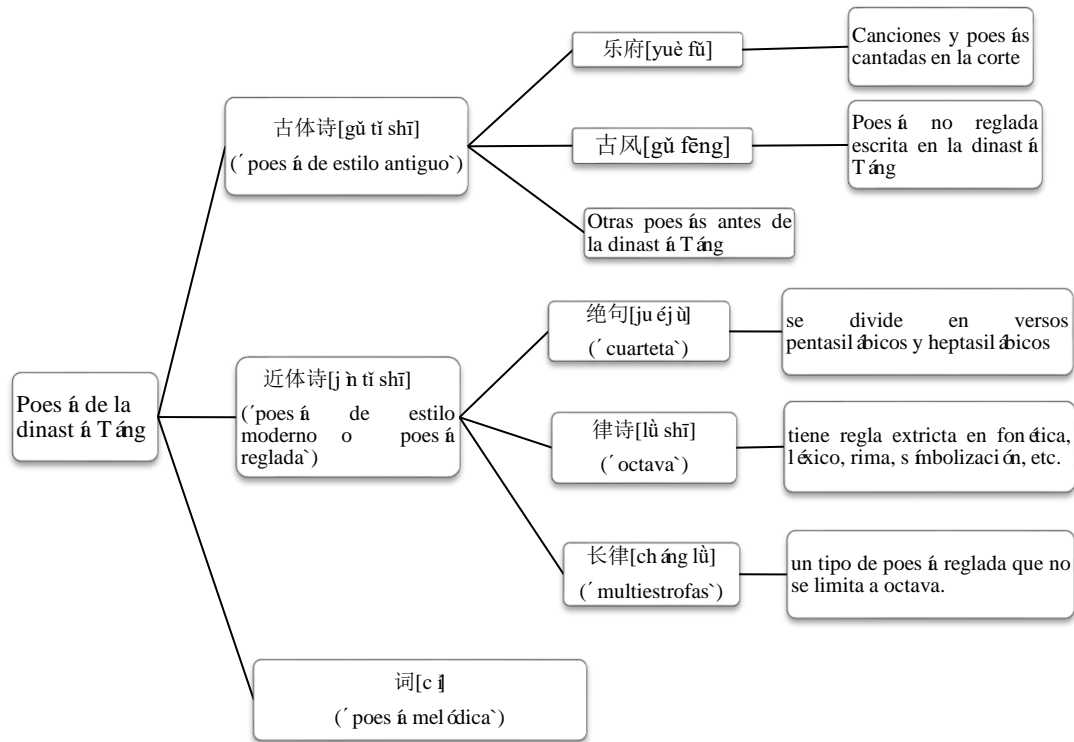 Poesía de la
dinastía Táng
古体诗[gǔ tǐ shī]
(´ poesía de estilo antiguo`)
乐府[yuè fǔ]
Canciones y poesías
cantadas en la corte
古风[gǔ fēng]
Poesía no reglada
escrita en la dinastía
Táng
Otras poesías antes de
la dinastía Táng
近体诗[jìn tǐ shī]
(´poesía de estilo
moderno o poesía
reglada`)
绝句[juéjù]
(´ cuarteta`)
se divide en versos
pentasilábicos y heptasilábicos
律诗[lǜ shī]
(´ octava`)
tiene regla extricta en fonética,
léxico, rima, símbolización, etc.
长律[cháng lǜ]
(´ multiestrofas`)
un tipo de poesía reglada que no
se limita a octava.
词[cí]
(´ poesía melódica`)